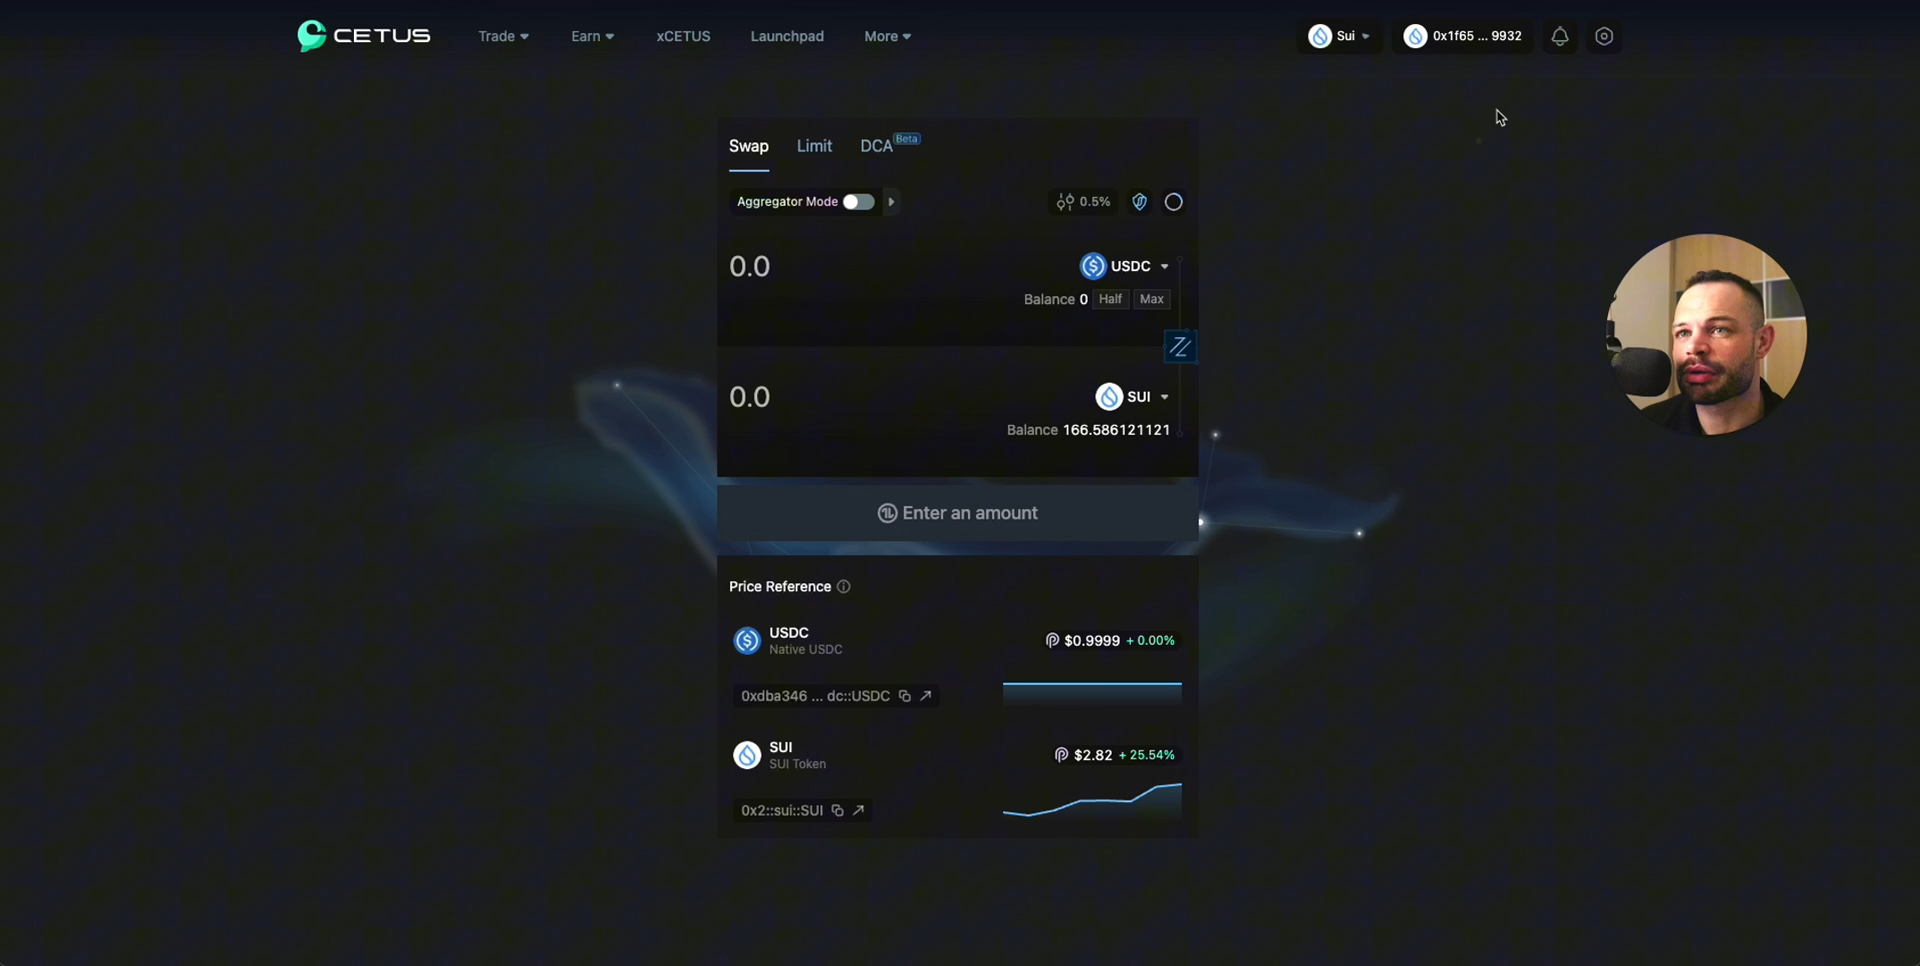 CETUS
Trade
Earn
xCETUS
Launchpad
More
Sui
0x1f65 ... 9932
Swap
Limit
DCA
Beta
Aggregator Mode
0.5%
0.0
USDC
Balance 0
Half
Max
0.0
SUI
Balance 166.586121121
Enter an amount
Price Reference
USDC
Native USDC
$0.9999 + 0.00%
0xdba346 ... dc::USDC
SUI
SUI Token
$2.82 + 25.54%
0x2::sui::SUI